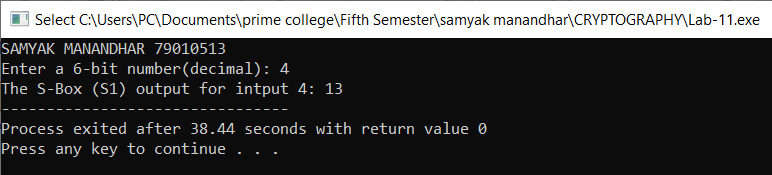 Select C:\Users\PC\Documents\prime college\Fifth Semester\samyak manandhar\CRYPTOGRAPHY\Lab-11.exe
SAMYAK MANANDHAR 79010513
Enter a 6-bit number(decimal): 4
The S-Box (S1) output for intput 4: 13
--------------------------------
Process exited after 38.44 seconds with return value 0
Press any key to continue . . .